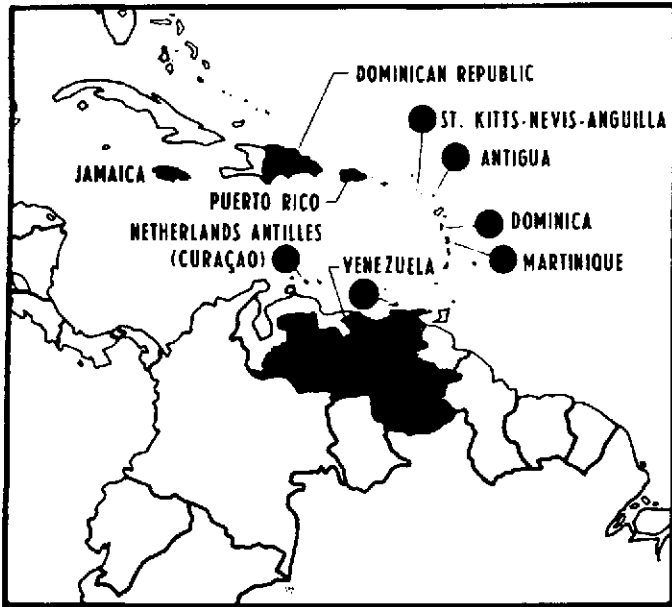 DOMINICAN REPUBLIC
ST. KITTS-NEVIS-ANGUILLA
ANTIGUA
JAMAICA
PUERTO RICO
DOMINICA
NETHERLANDS ANTILLES
(CURAÇAO)
VENEZUELA
MARTINIQUE